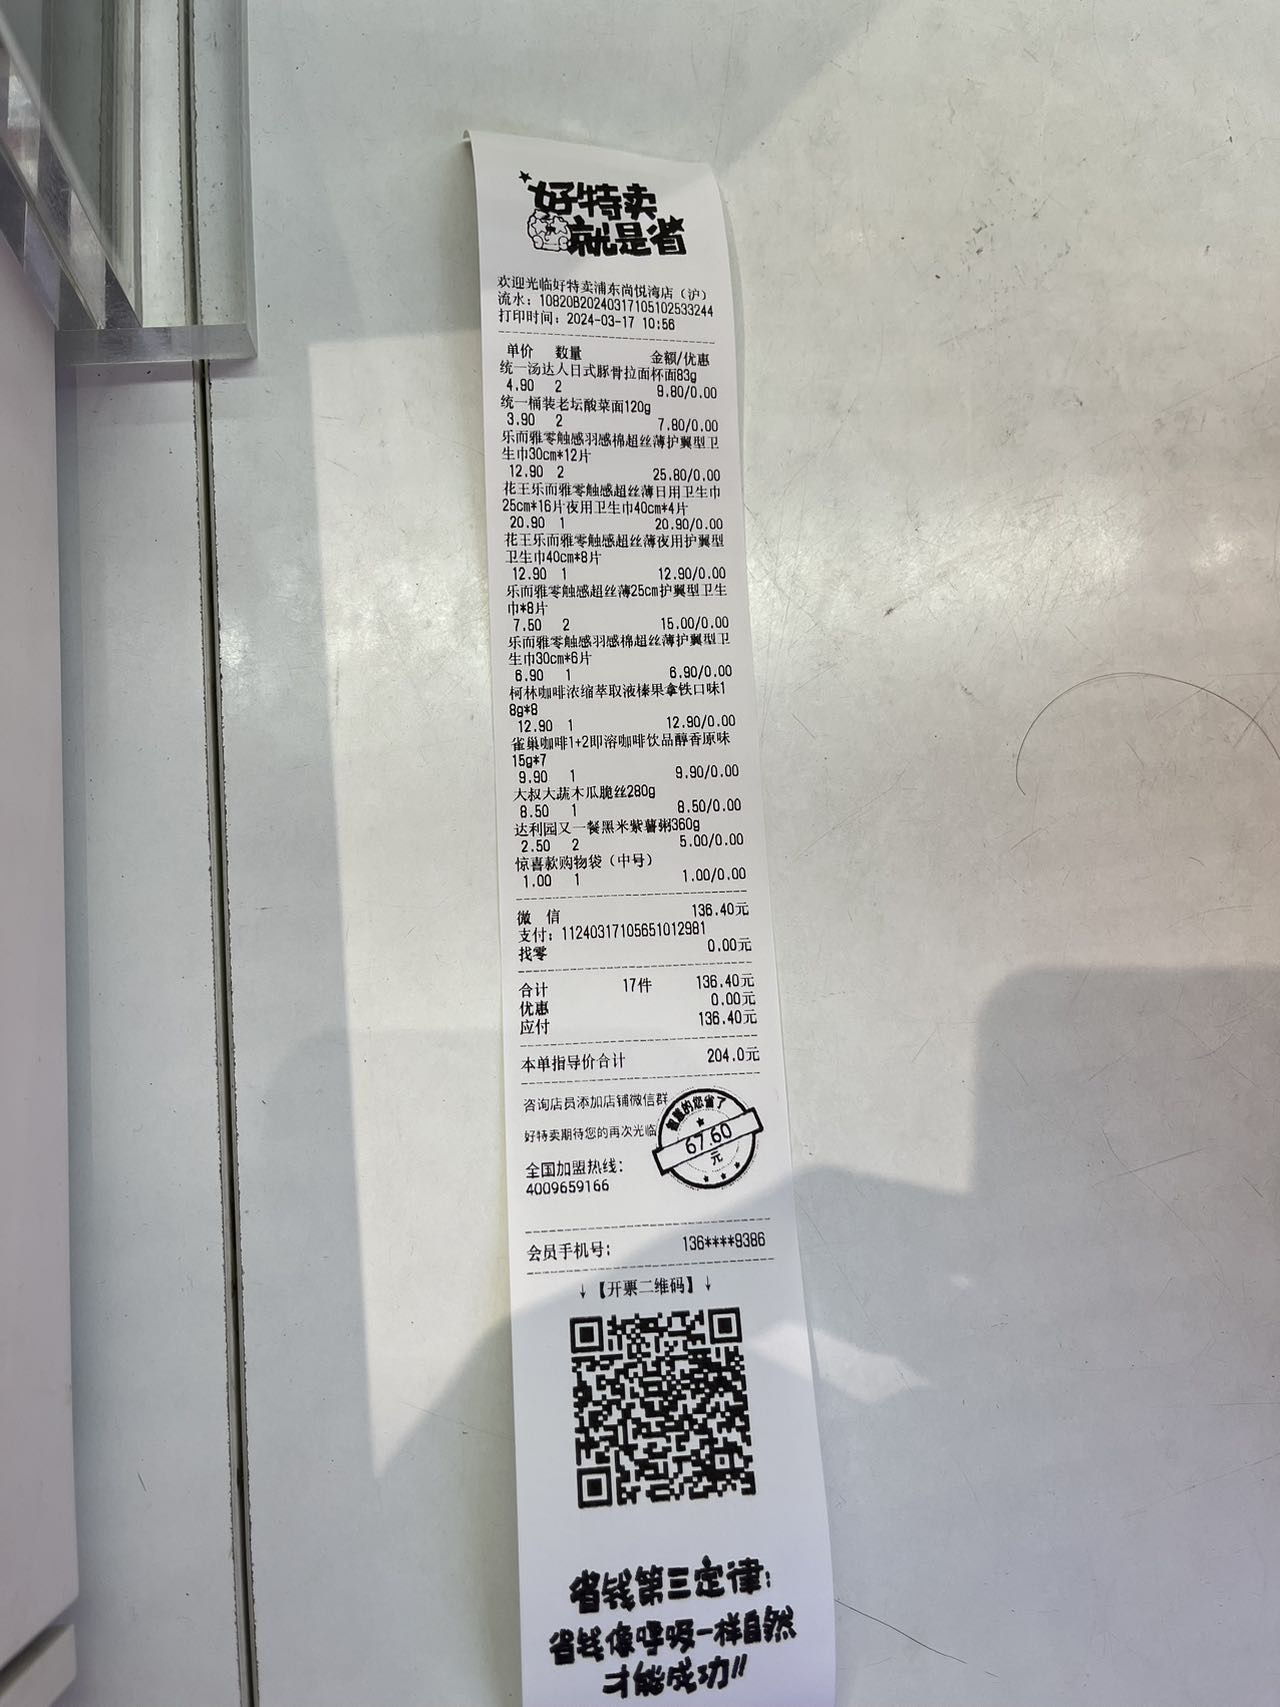 好特卖
就是省
欢迎光临好特卖浦东尚悦湾店（沪）
流水：10820B20240317105102533244
打印时间：2024-03-17 10:56
单价 数量 金额/优惠
统一汤达人日式豚骨拉面杯面83g
4.90 2 9.80/0.00
统一桶装老坛酸菜面120g
3.90 2 7.80/0.00
乐而雅零触感羽感棉超丝薄护翼型卫
生巾30cm*12片
12.90 2 25.80/0.00
花王乐而雅零触感超丝薄日用卫生巾
25cm*16片夜用卫生巾40cm*4片
20.90 1 20.90/0.00
花王乐而雅零触感超丝薄夜用护翼型
卫生巾40cm*8片
12.90 1 12.90/0.00
乐而雅零触感超丝薄25cm护翼型卫生
巾*8片
7.50 2 15.00/0.00
乐而雅零触感羽感棉超丝薄护翼型卫
生巾30cm*6片
6.90 1 6.90/0.00
柯林咖啡浓缩萃取液榛果拿铁口味1
8g*8
12.90 1 12.90/0.00
雀巢咖啡1+2即溶咖啡饮品醇香原味
15g*7
9.90 1 9.90/0.00
大叔大蔬木瓜脆丝280g
8.50 1 8.50/0.00
达利园又一餐黑米紫薯粥360g
2.50 2 5.00/0.00
惊喜款购物袋（中号）
1.00 1 1.00/0.00
微 信 136.40元
支付：11240317105651012981
找零 0.00元
合计 17件 136.40元
优惠 0.00元
应付 136.40元
本单指导价合计 204.0元
咨询店员添加店铺微信群
好特卖期待您的再次光临
全国加盟热线：
4009659166
的您省了
67.60
元
会员手机号： 136****9386
↓【开票二维码】↓
省钱第三定律：
省钱像呼吸一样自然
才能成功!!